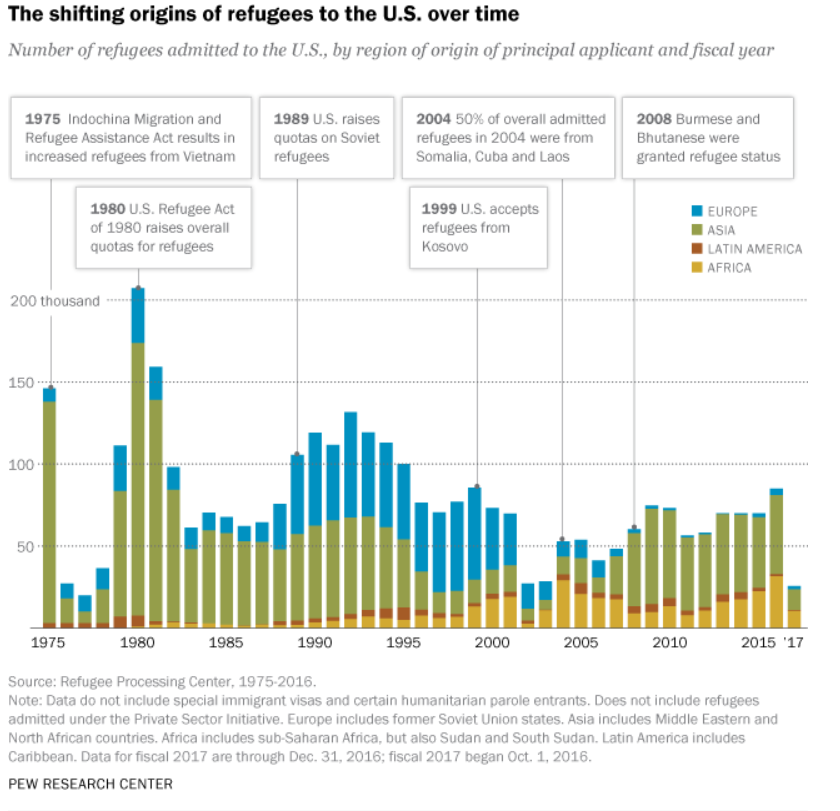 The shifting origins of refugees to the U.S. over time
Number of refugees admitted to the U.S., by region of origin of principal applicant and fiscal year
1975 Indochina Migration and
Refugee Assistance Act results in
increased refugees from Vietnam
1989 U.S. raises
quotas on Soviet
refugees
2004 50% of overall admitted
refugees in 2004 were from
Somalia, Cuba and Laos
2008 Burmese and
Bhutanese were
granted refugee status
1980 U.S. Refugee Act
of 1980 raises overall
quotas for refugees
1999 U.S. accepts
refugees from
Kosovo
EUROPE
ASIA
LATIN AMERICA
AFRICA
200 thousand
150
100
50
1975 1980 1985 1990 1995 2000 2005 2010 2015 '17
Source: Refugee Processing Center, 1975-2016.
Note: Data do not include special immigrant visas and certain humanitarian parole entrants. Does not include refugees
admitted under the Private Sector Initiative. Europe includes former Soviet Union states. Asia includes Middle Eastern and
North African countries. Africa includes sub-Saharan Africa, but also Sudan and South Sudan. Latin America includes
Caribbean. Data for fiscal 2017 are through Dec. 31, 2016; fiscal 2017 began Oct. 1, 2016.
PEW RESEARCH CENTER